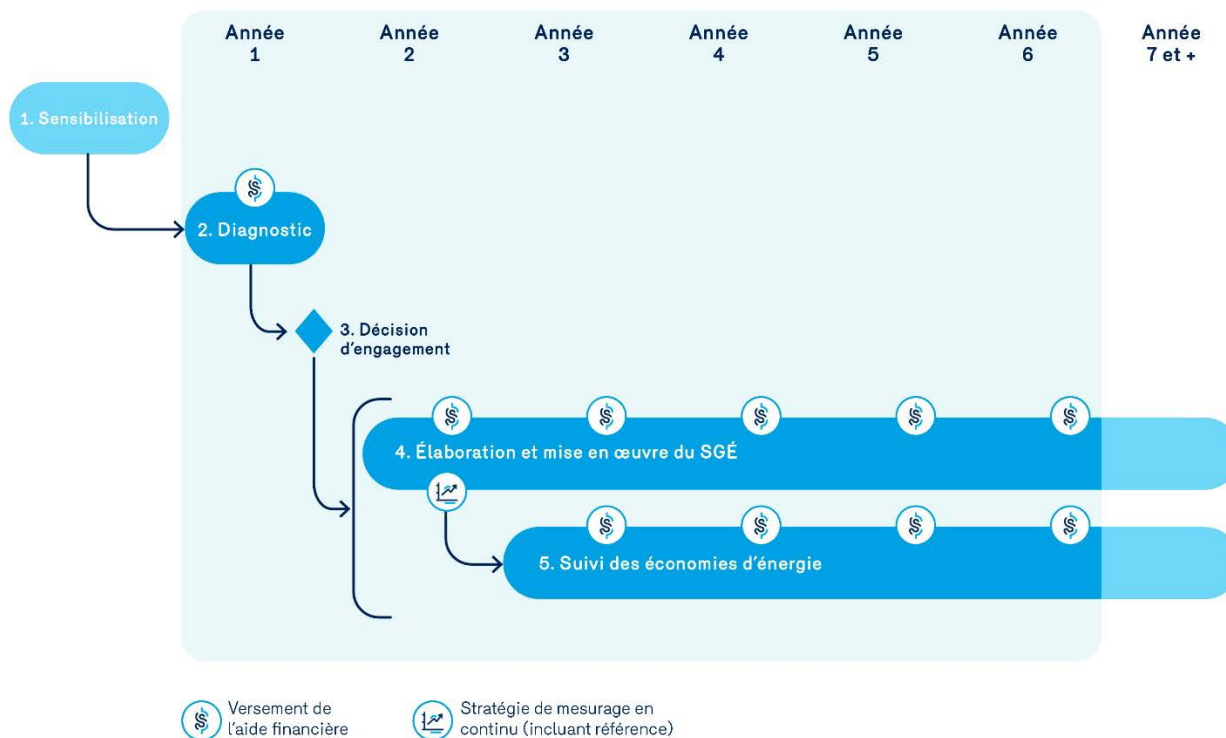 Année
1
Année
2
Année
3
Année
4
Année
5
Année
6
Année
7 et +
1. Sensibilisation
2. Diagnostic
3. Décision
d'engagement
4. Élaboration et mise en œuvre du SGÉ
5. Suivi des économies d'énergie
Versement de
l'aide financière
Stratégie de mesurage en
continu (incluant référence)